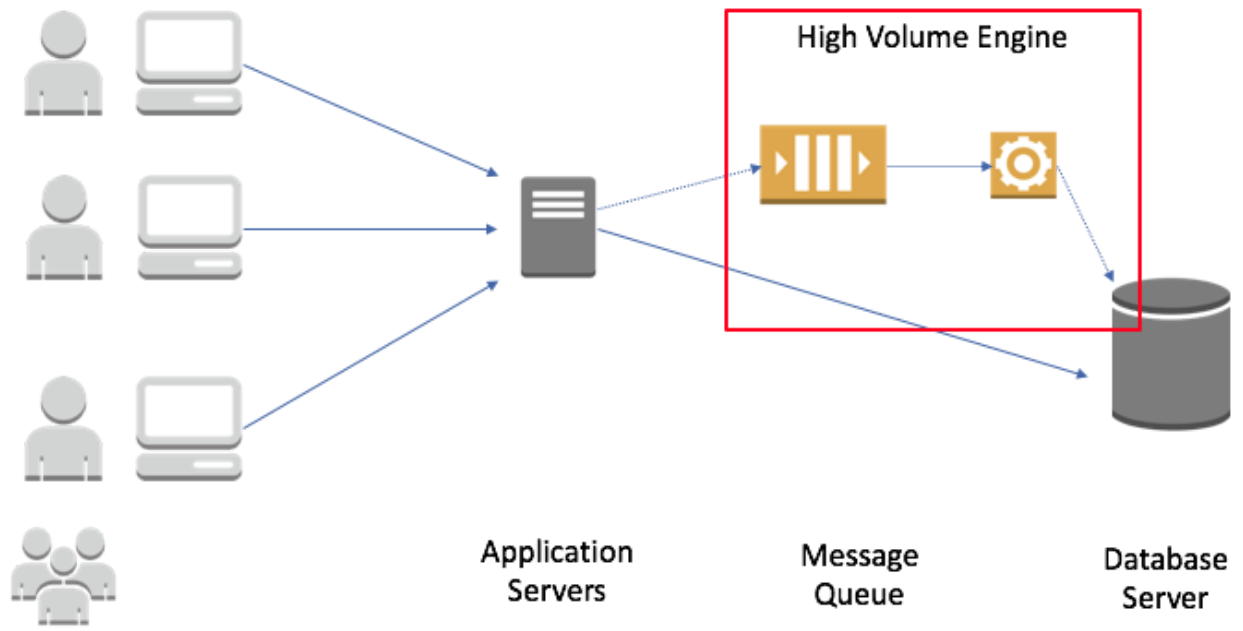 High Volume Engine
Application
Servers
Message
Queue
Database
Server